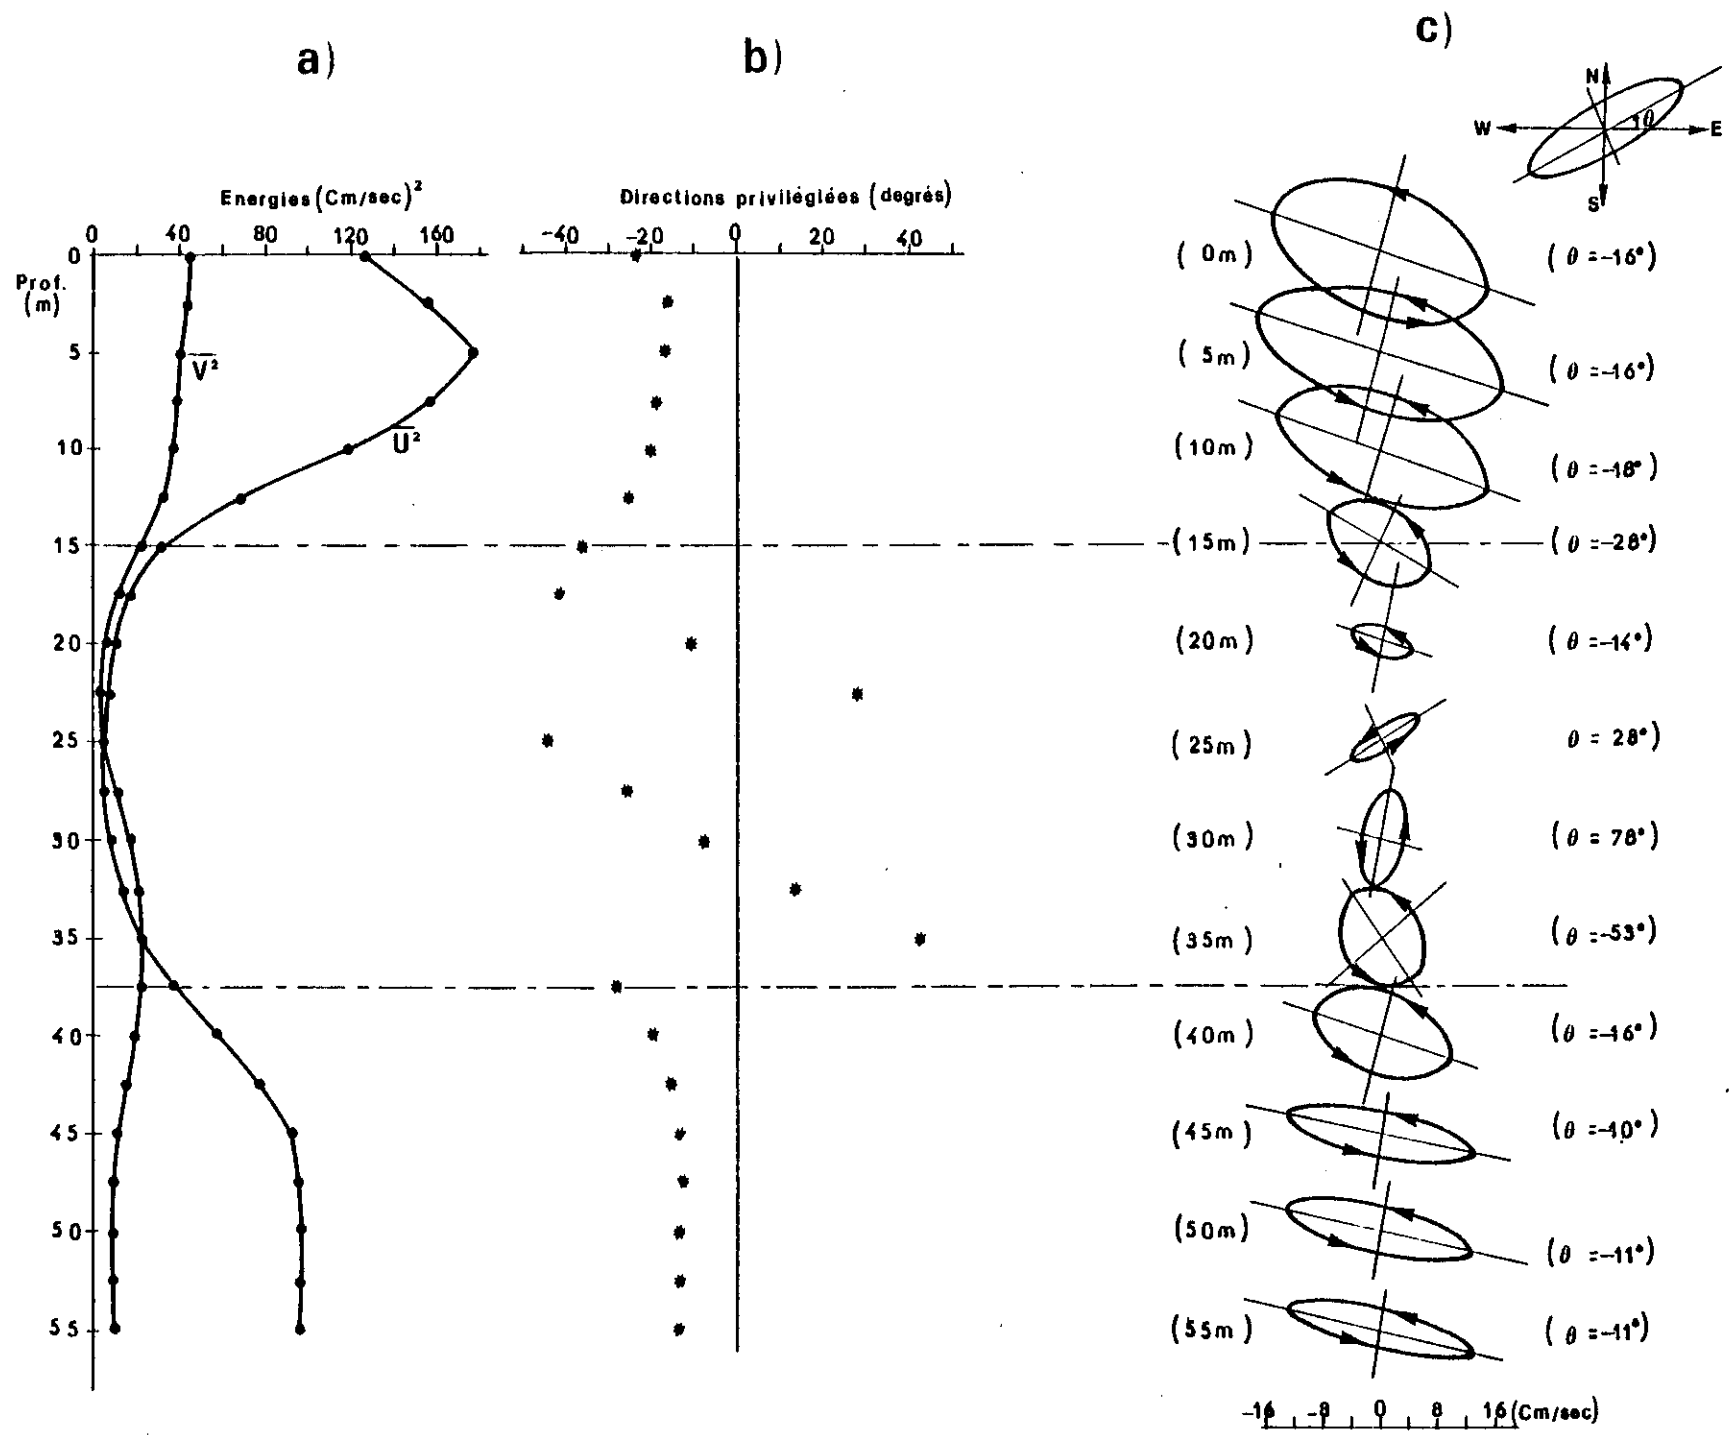 a)
b)
c)
N
W
E
θ
S
Energies (Cm/sec)²
0 40 80 120 160
Prof.
(m)
0
5
10
15
20
25
30
35
40
45
50
55
V²
U²
Directions privilégiées (degrés)
-40 -20 0 20 40
(0m) (θ =-16°)
(5m) (θ =-16°)
(10m) (θ =-18°)
(15m) (θ =-28°)
(20m) (θ =-14°)
(25m) θ = 28°)
(30m) (θ = 78°)
(35m) (θ =-53°)
(40m) (θ =-16°)
(45m) (θ =-10°)
(50m) (θ =-11°)
(55m) (θ =-11°)
-16 -8 0 8 16 (Cm/sec)